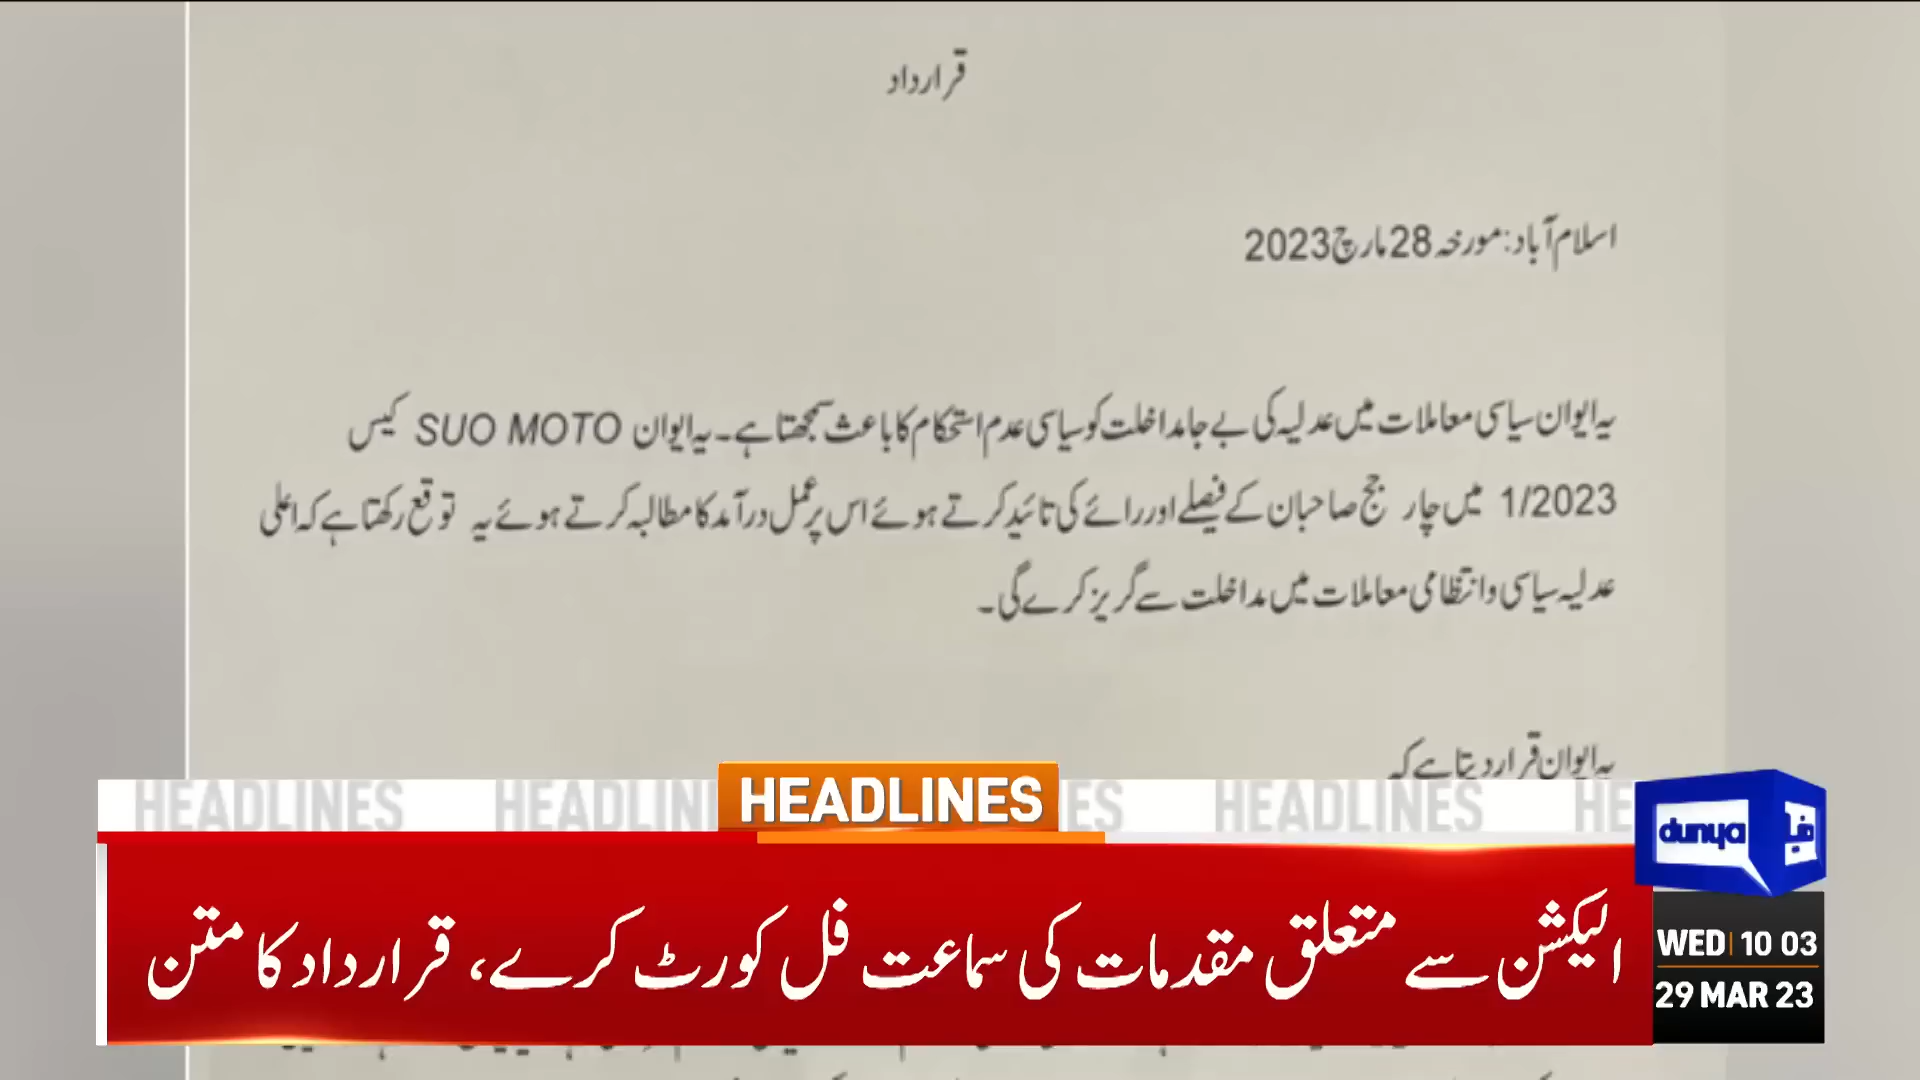 قرارداد
اسلام آباد: مورخہ 28 مارچ 2023
یہ ایوان سیاسی معاملات میں عدلیہ کی بے جا مداخلت کو سیاسی عدم استحکام کا باعث سمجھتا ہے۔ یہ ایوان SUO MOTO کیس
1/2023 میں چار جج صاحبان کے فیصلے اور رائے کی تائید کرتے ہوئے اس پر عمل درآمد کا مطالبہ کرتے ہوئے یہ توقع رکھتا ہے کہ اعلی
عدلیہ سیاسی و انتظامی معاملات میں مداخلت سے گریز کرے گی۔
یہ ایوان قرار دیتا ہے کہ
HEADLINES HEADLINES HEADLINES
HEADLINES
dunya دنیا
الیکشن سے متعلق مقدمات کی سماعت فل کورٹ کرے، قرارداد کا متن
WED 10 03
29 MAR 23